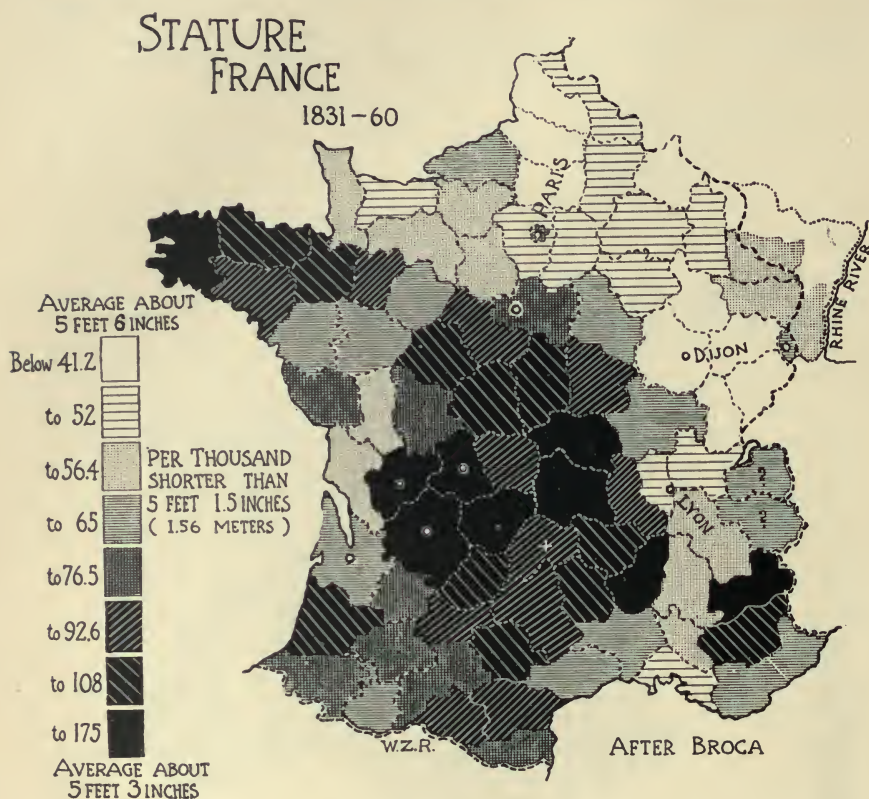 STATURE
FRANCE
1831-60
PARIS
RHINE RIVER
DIJON
LYON
?
?
AVERAGE ABOUT
5 FEET 6 INCHES
Below 41.2
to 52
to 56.4
to 65
to 76.5
to 92.6
to 108
to 175
PER THOUSAND
SHORTER THAN
5 FEET 1.5 INCHES
(1.56 METERS)
AVERAGE ABOUT
5 FEET 3 INCHES
W.Z.R.
AFTER BROCA